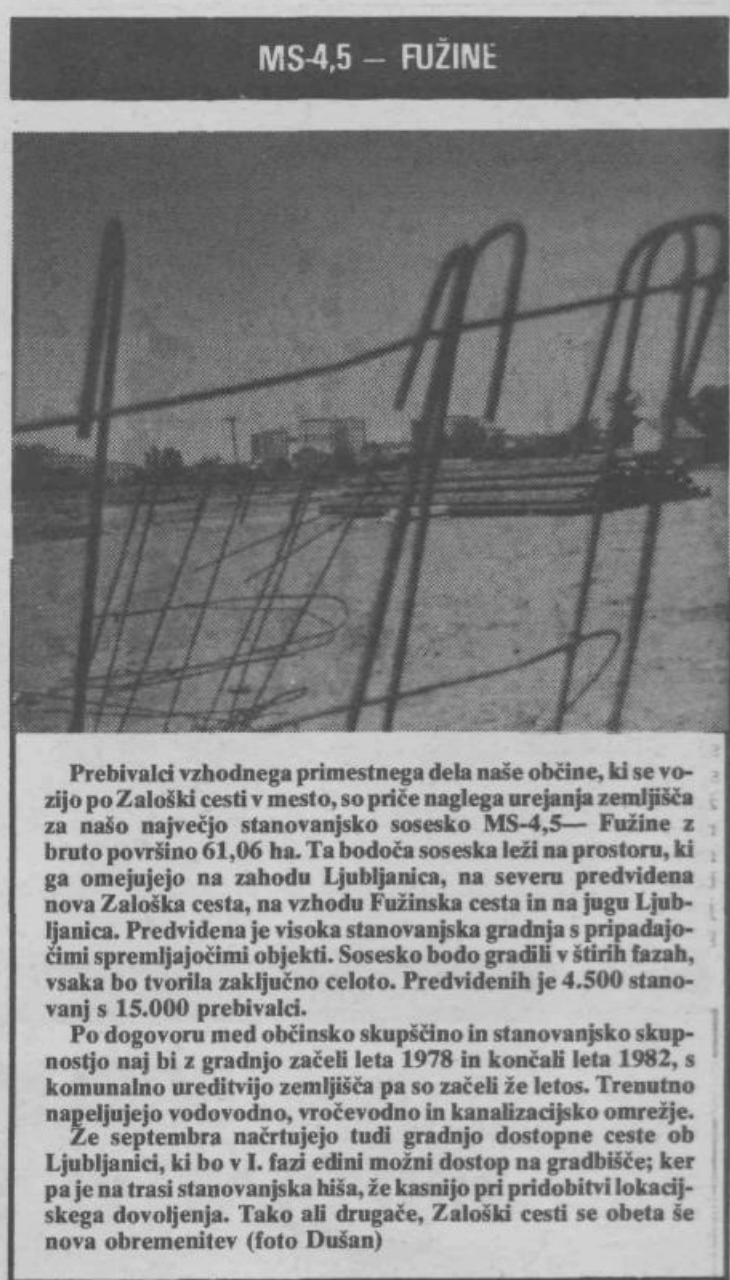 MS-4,5 — FUŽINE
Prebivalci vzhodnega primestnega dela naše občine, ki se vo-
zijo po Zaloški cesti v mesto, so priče naglega urejanja zemljišča
za našo največjo stanovanjsko sosesko MS-4,5— Fužine z
bruto površino 61,06 ha. Ta bodoča soseska leži na prostoru, ki
ga omejujejo na zahodu Ljubljanica, na severu predvidena
nova Zaloška cesta, na vzhodu Fužinska cesta in na jugu Ljub-
ljanica. Predvidena je visoka stanovanjska gradnja s pripadajo-
čimi spremljajočimi objekti. Sosesko bodo gradili v štirih fazah,
vsaka bo tvorila zaključno celoto. Predvidenih je 4.500 stano-
vanj s 15.000 prebivalci.
Po dogovoru med občinsko skupščino in stanovanjsko skup-
nostjo naj bi z gradnjo začeli leta 1978 in končali leta 1982, s
komunalno ureditvijo zemljišča pa so začeli že letos. Trenutno
napeljujejo vodovodno, vročevodno in kanalizacijsko omrežje.
Že septembra načrtujejo tudi gradnjo dostopne ceste ob
Ljubljanici, ki bo v I. fazi edini možni dostop na gradbišče; ker
pa je na trasi stanovanjska hiša, že kasnijo pri pridobitvi lokacij-
skega dovoljenja. Tako ali drugače, Zaloški cesti se obeta še
nova obremenitev (foto Dušan)